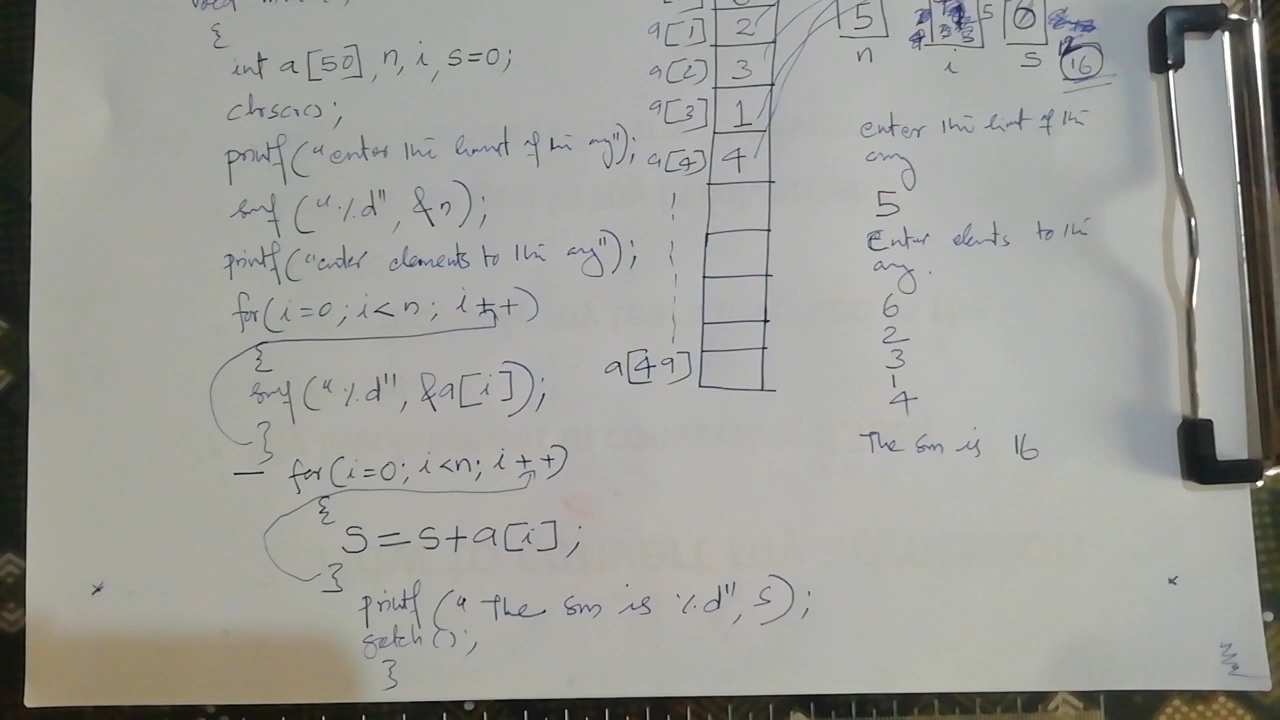 {
int a[50], n, i, s=0;
clrscr();
printf("enter the limit of the array");
scanf("%d", &n);
printf("enter elements to the array");
for(i=0; i<n; i++)
{
scanf("%d", &a[i]);
}
for(i=0; i<n; i++)
{
s=s+a[i];
}
printf("The sum is %d", s);
getch();
}
a[1] 2
a[2] 3
a[3] 1
a[4] 4
a[49]
5
n
i
5
s
16
enter the limit of the
array
5
Enter elements to the
array.
6
2
3
1
4
The sum is 16